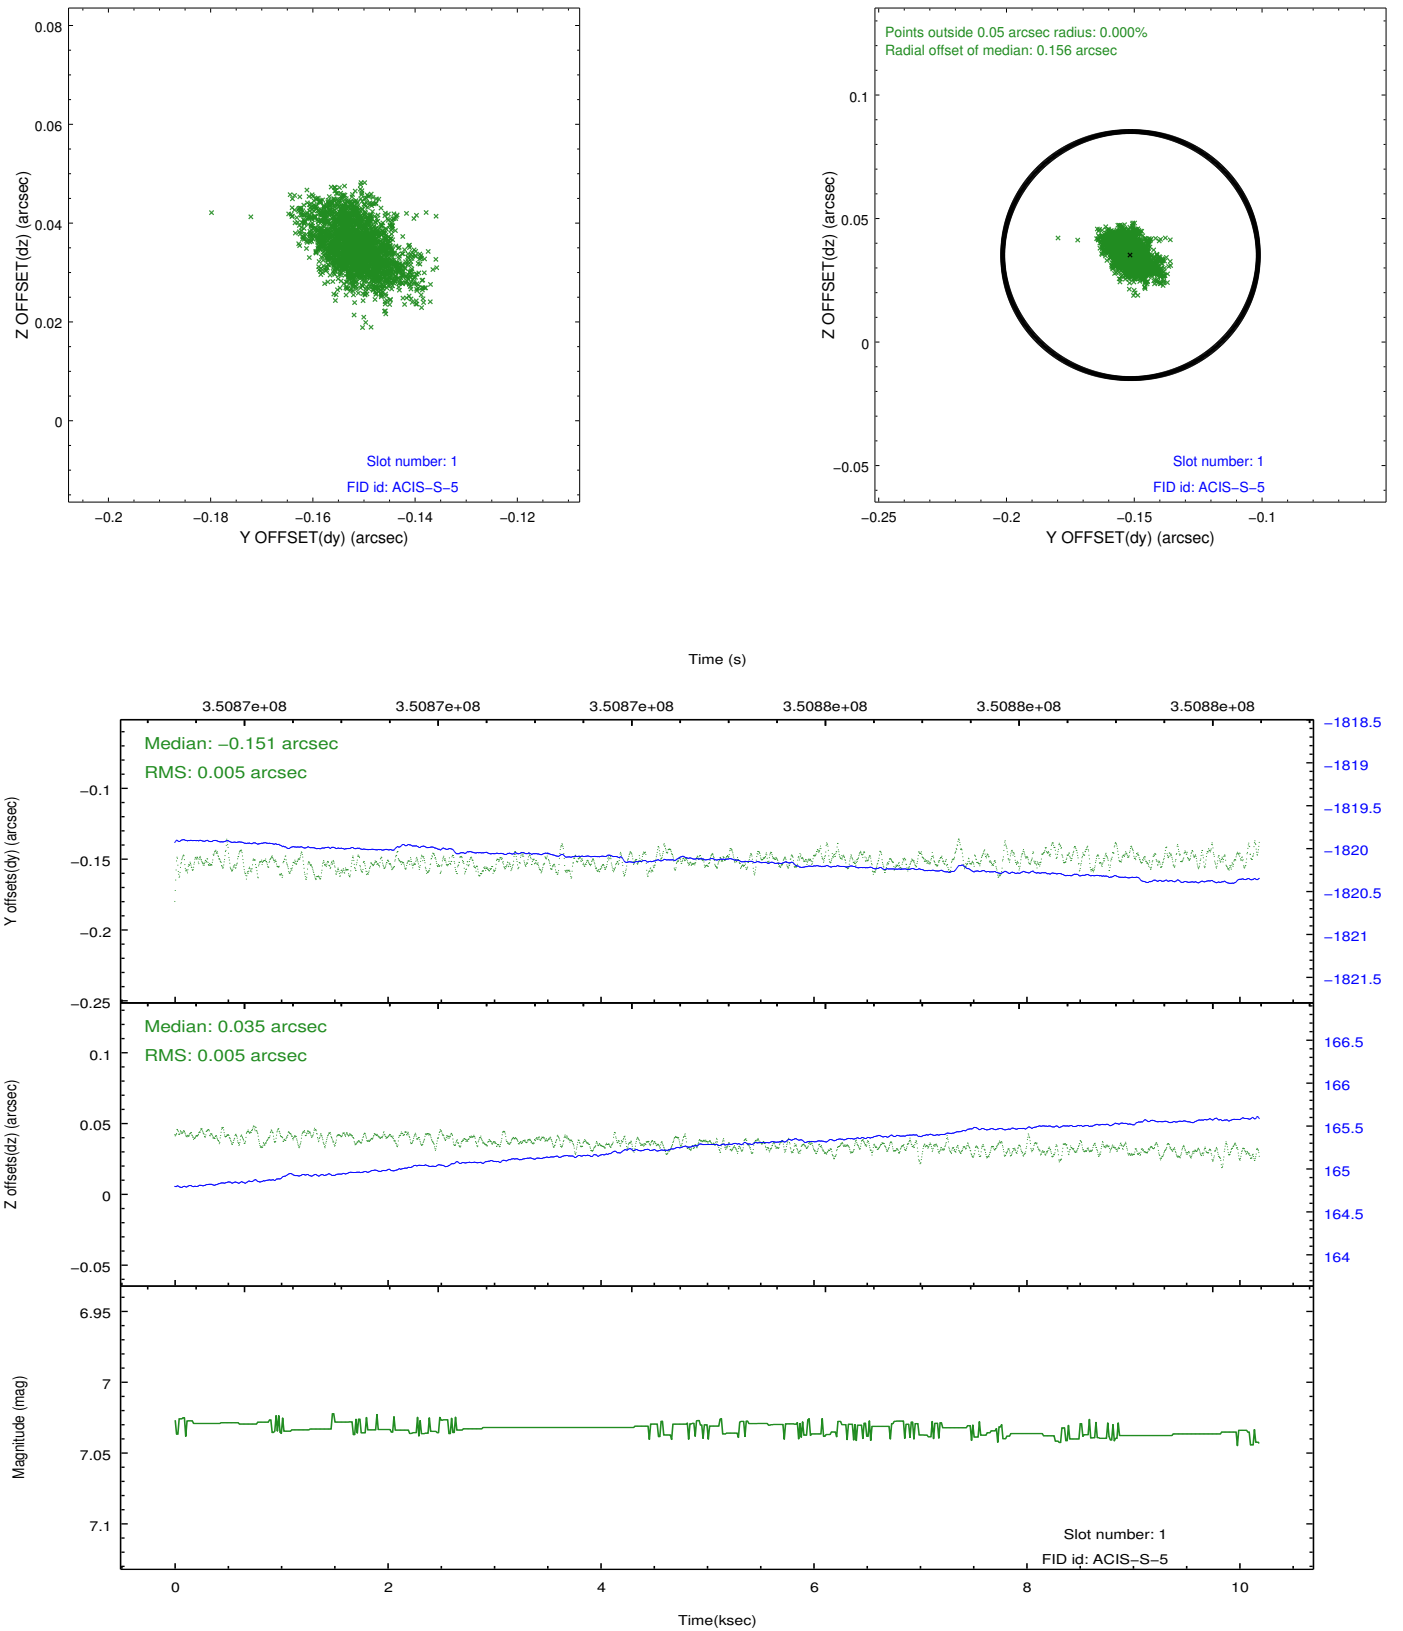 0.08
0.06
0.04
0.02
0
Z OFFSET(dz) (arcsec)
Slot number: 1
FID id: ACIS−S−5
−0.2 −0.18 −0.16 −0.14 −0.12
Y OFFSET(dy) (arcsec)
Points outside 0.05 arcsec radius: 0.000%
Radial offset of median: 0.156 arcsec
0.1
0.05
0
−0.05
Z OFFSET(dz) (arcsec)
Slot number: 1
FID id: ACIS−S−5
−0.25 −0.2 −0.15 −0.1
Y OFFSET(dy) (arcsec)
Time (s)
3.5087e+08 3.5087e+08 3.5087e+08 3.5088e+08 3.5088e+08 3.5088e+08
Median: −0.151 arcsec
RMS: 0.005 arcsec
−0.1
−0.15
−0.2
−0.25
Y offsets(dy) (arcsec)
−1818.5
−1819
−1819.5
−1820
−1820.5
−1821
−1821.5
Median: 0.035 arcsec
RMS: 0.005 arcsec
0.1
0.05
0
−0.05
Z offsets(dz) (arcsec)
166.5
166
165.5
165
164.5
164
6.95
7
7.05
7.1
Magnitude (mag)
Slot number: 1
FID id: ACIS−S−5
0 2 4 6 8 10
Time(ksec)